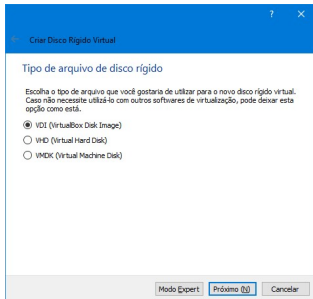 Criar Disco Rígido Virtual
Tipo de arquivo de disco rígido
Escolha o tipo de arquivo que você gostaria de utilizar para o novo disco rígido virtual.
Caso não necessite utilizá-lo com outros softwares de virtualização, pode deixar esta
opção como está.
VDI (VirtualBox Disk Image)
VHD (Virtual Hard Disk)
VMDK (Virtual Machine Disk)
Modo Expert Próximo (N) Cancelar